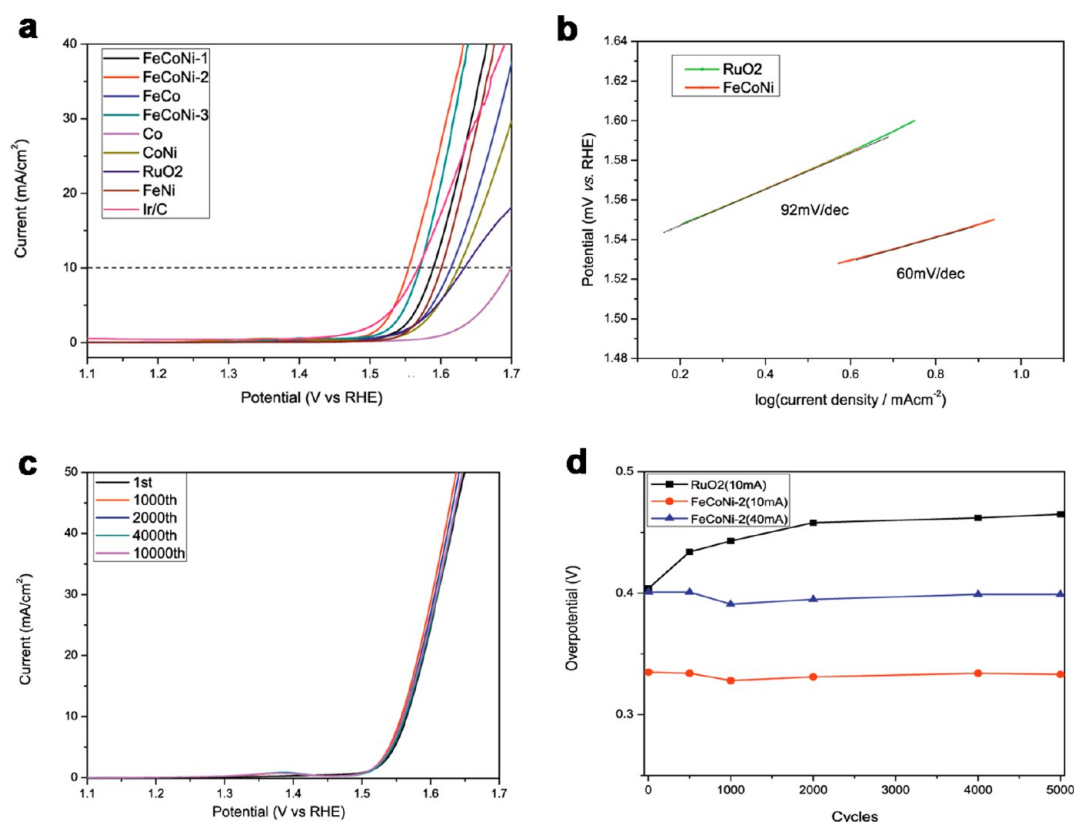 a
40
30
20
10
0
Current (mA/cm²)
FeCoNi-1
FeCoNi-2
FeCo
FeCoNi-3
Co
CoNi
RuO2
FeNi
Ir/C
1.1
1.2
1.3
1.4
1.5
1.6
1.7
Potential (V vs RHE)
b
1.64
1.62
1.60
1.58
1.56
1.54
1.52
1.50
1.48
Potential (mV vs. RHE)
RuO2
FeCoNi
92mV/dec
60mV/dec
0.2
0.4
0.6
0.8
1.0
log(current density / mAcm⁻²)
c
50
40
30
20
10
0
Current (mA/cm²)
1st
1000th
2000th
4000th
10000th
1.1
1.2
1.3
1.4
1.5
1.6
1.7
Potential (V vs RHE)
d
0.5
0.4
0.3
Overpotential (V)
RuO2(10mA)
FeCoNi-2(10mA)
FeCoNi-2(40mA)
0
1000
2000
3000
4000
5000
Cycles